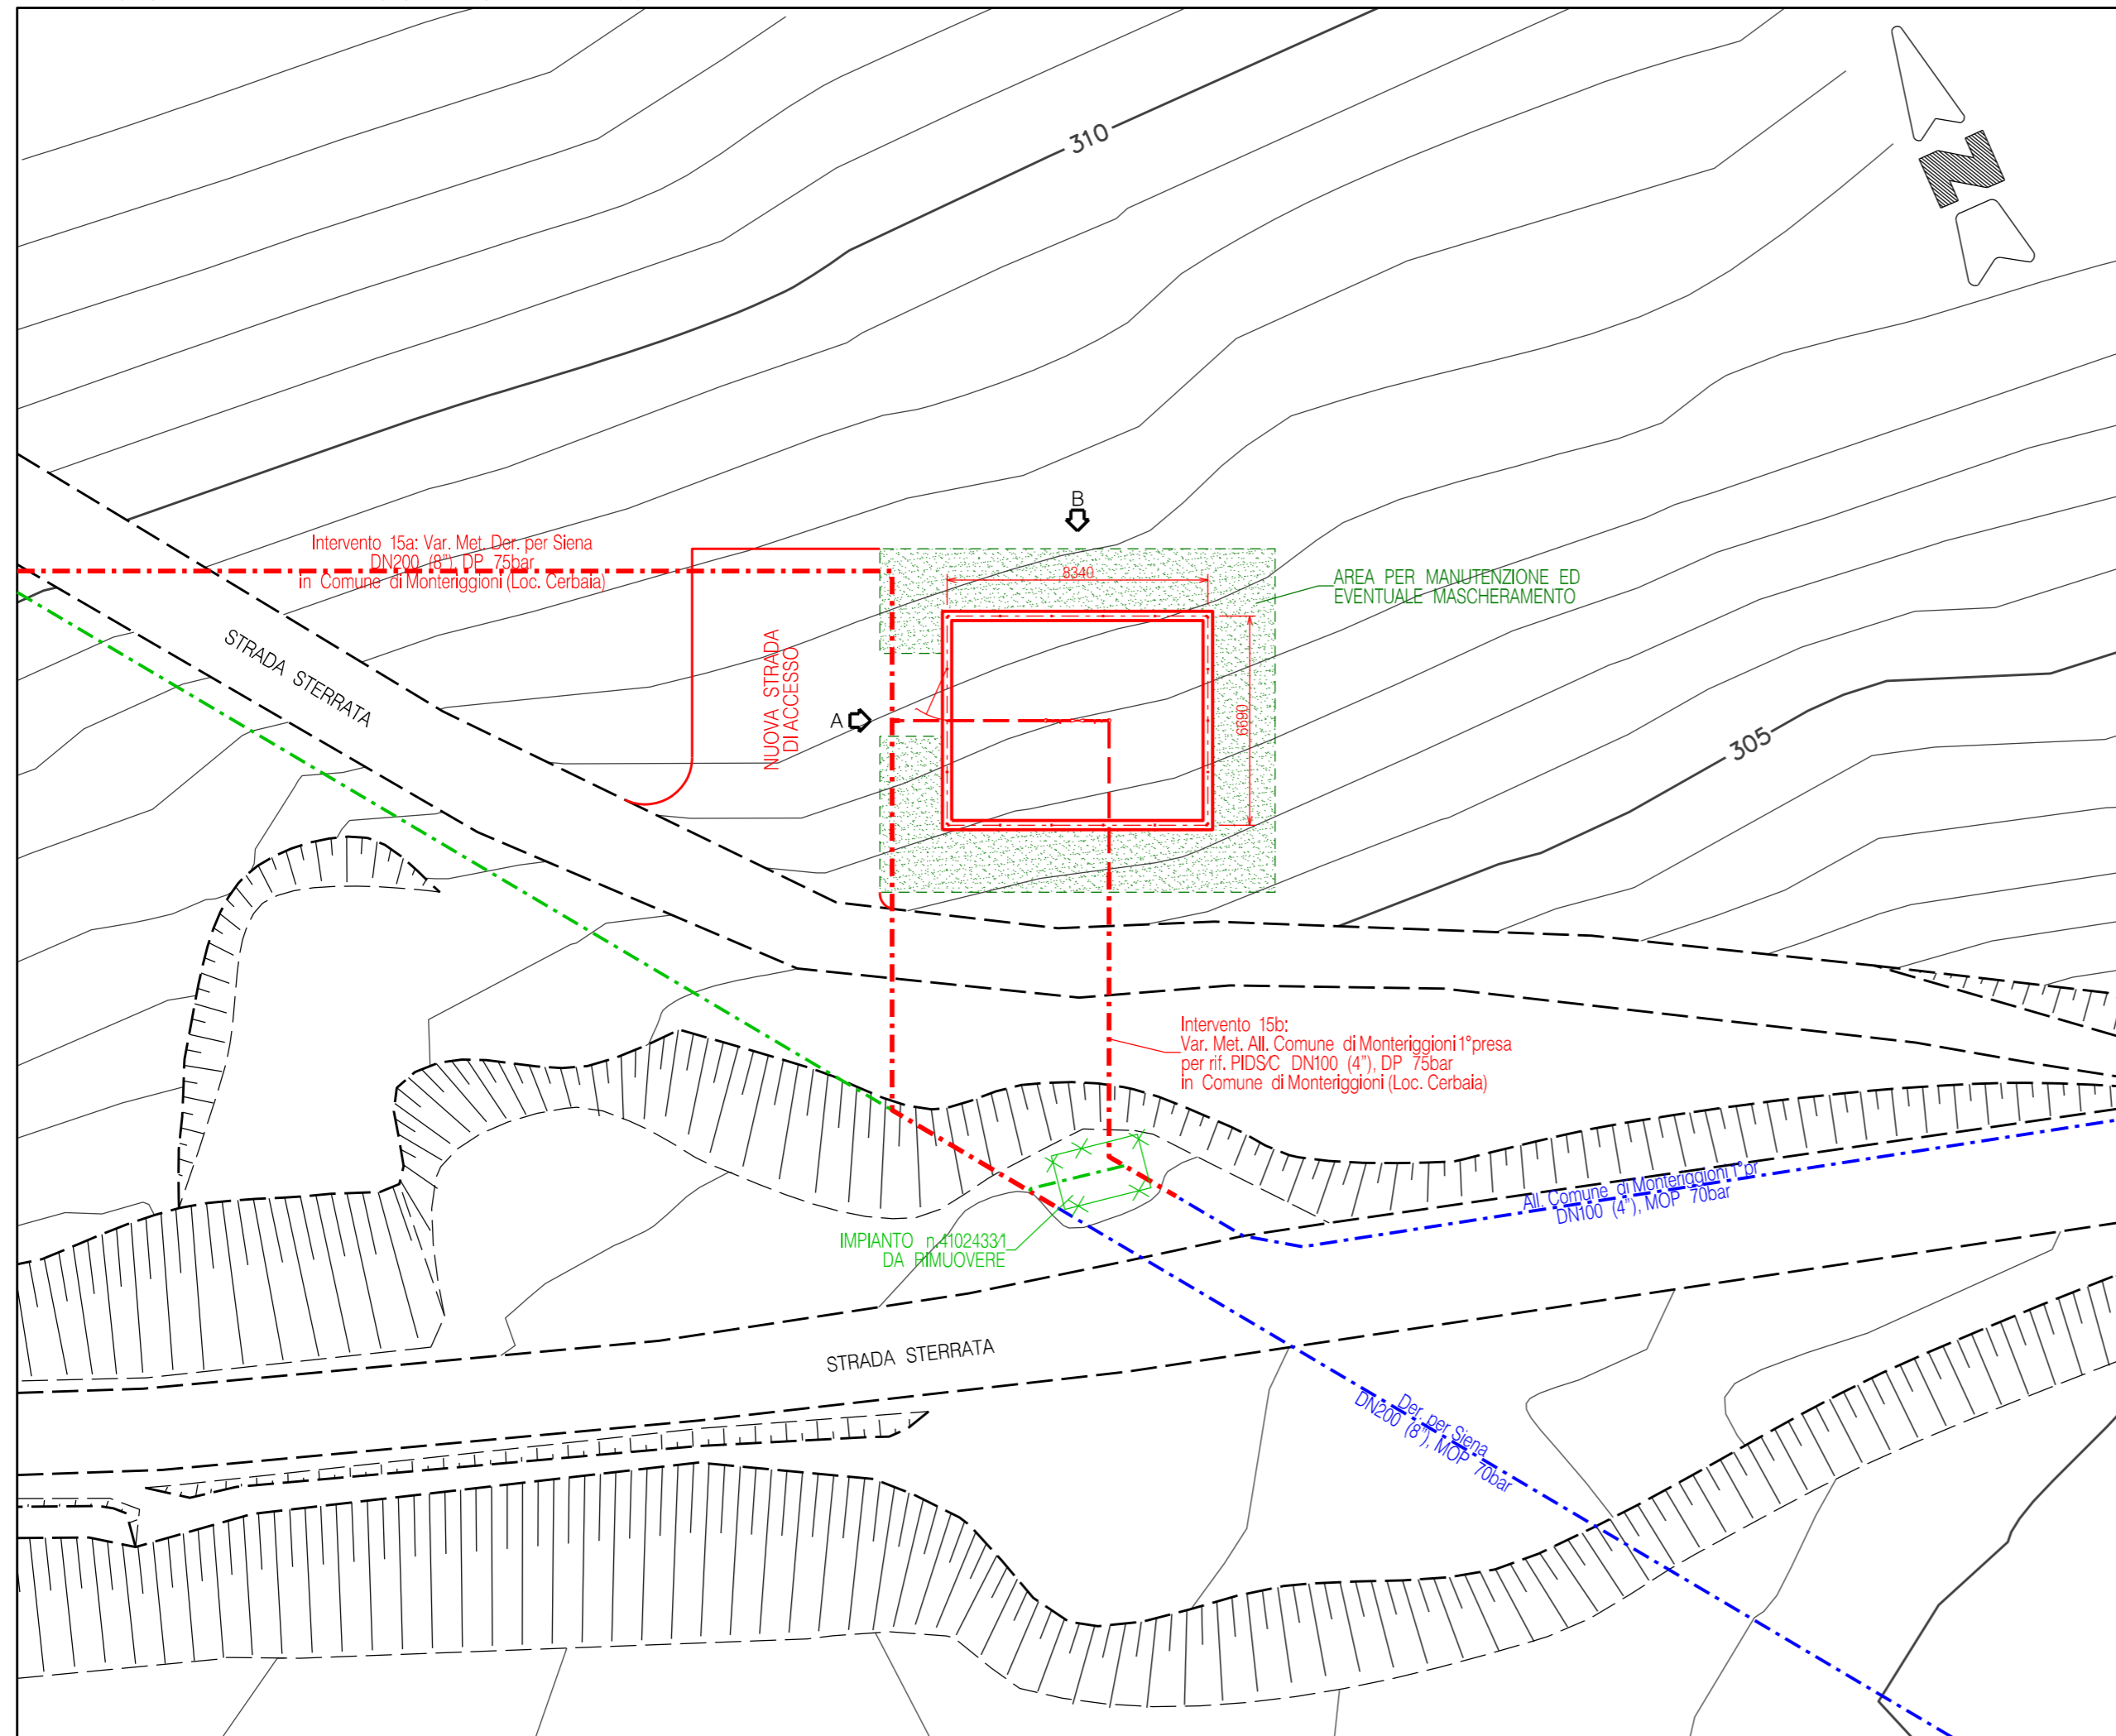 310
N
B
Intervento 15a: Var. Met. Der. per Siena
DN200 (8"), DP 75bar
in Comune di Monteriggioni (Loc. Cerbaia)
8340
AREA PER MANUTENZIONE ED
EVENTUALE MASCHERAMENTO
STRADA STERRATA
NUOVA STRADA
DI ACCESSO
A
6690
305
Intervento 15b:
Var. Met. All. Comune di Monteriggioni 1°presa
per rif. PIDS/C DN100 (4"), DP 75bar
in Comune di Monteriggioni (Loc. Cerbaia)
All. Comune di Monteriggioni 1°pr
DN100 (4"), MOP 70bar
IMPIANTO n.4102433/1
DA RIMUOVERE
STRADA STERRATA
Der. per Siena
DN200 (8"), MOP 70bar